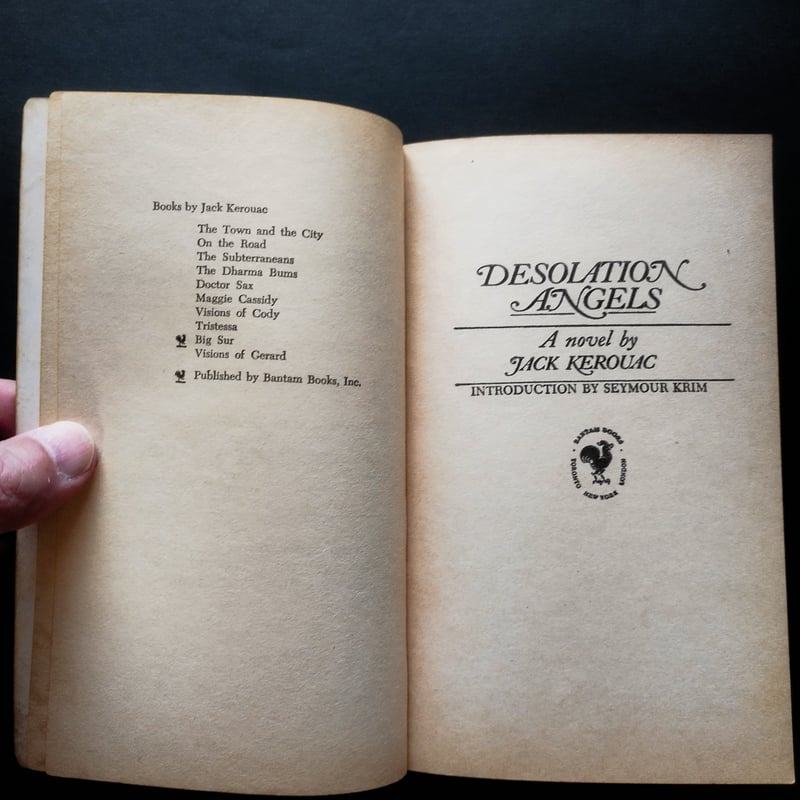 Books by Jack Kerouac
The Town and the City
On the Road
The Subterraneans
The Dharma Bums
Doctor Sax
Maggie Cassidy
Visions of Cody
Tristessa
Big Sur
Visions of Gerard
Published by Bantam Books, Inc.
DESOLATION
ANGELS
A novel by
JACK KEROUAC
INTRODUCTION BY SEYMOUR KRIM
BANTAM BOOKS
TORONTO · NEW YORK · LONDON